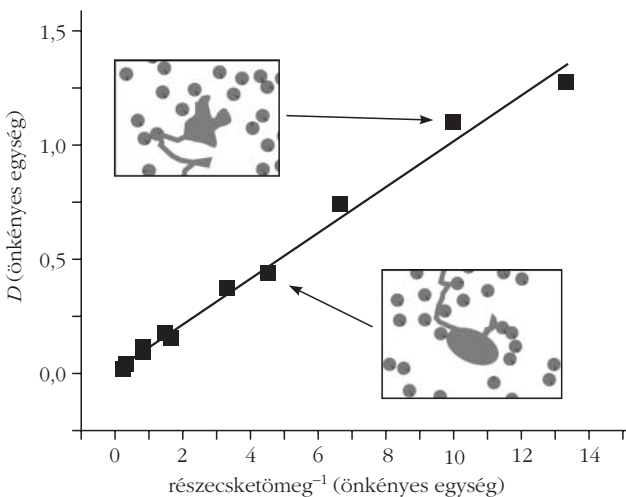 1,5
1,0
0,5
0,0
D (önkényes egység)
0 2 4 6 8 10 12 14
részecsketömeg⁻¹ (önkényes egység)